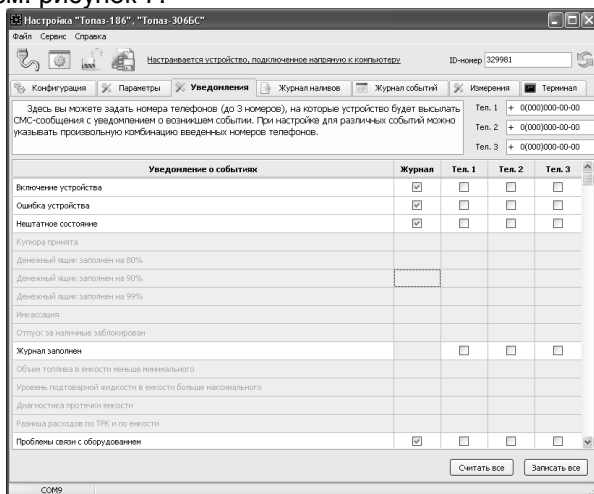 см. рисунок 7.
Настройка "Топаз-186", "Топаз-306БС"
Файл Сервис Справка
Настраивается устройство, подключенное напрямую к компьютеру ID-номер 329981
Конфигурация Параметры Уведомления Журнал наливов Журнал событий Измерения Терминал
Здесь вы можете задать номера телефонов (до 3 номеров), на которые устройство будет высылать
СМС-сообщения с уведомлением о возникшем событии. При настройке для различных событий можно
указывать произвольную комбинацию введенных номеров телефонов.
Тел. 1 + 0(000)000-00-00
Тел. 2 + 0(000)000-00-00
Тел. 3 + 0(000)000-00-00
Уведомление о событиях Журнал Тел. 1 Тел. 2 Тел. 3
Включение устройства
Ошибка устройства
Нештатное состояние
Купюра принята
Денежный ящик заполнен на 80%
Денежный ящик заполнен на 90%
Денежный ящик заполнен на 99%
Инкассация
Отпуск за наличные заблокирован
Журнал заполнен
Объем топлива в емкости меньше минимального
Уровень подтоварной жидкости в емкости больше максимального
Диагностика протечки емкости
Разница расходов по ТРК и по емкости
Проблемы связи с оборудованием
Считать все Записать все
COM9